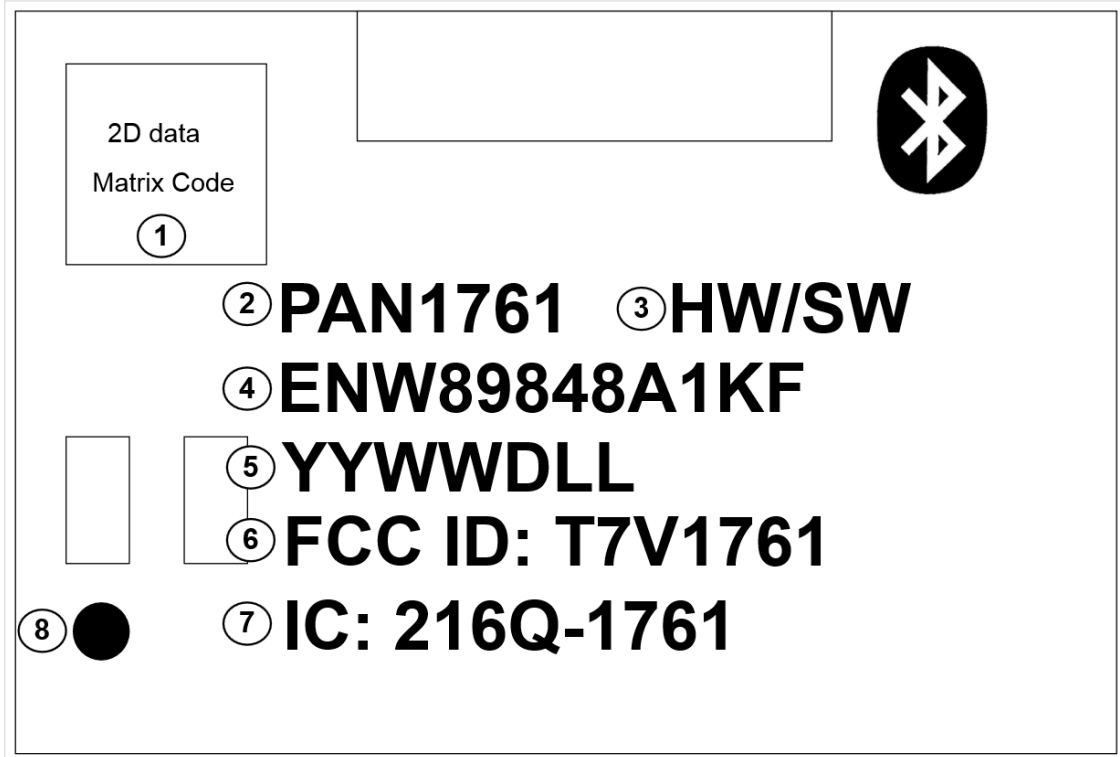 2D data
Matrix Code
1
2 PAN1761 3 HW/SW
4 ENW89848A1KF
5 YYWWDLL
6 FCC ID: T7V1761
7 IC: 216Q-1761
8